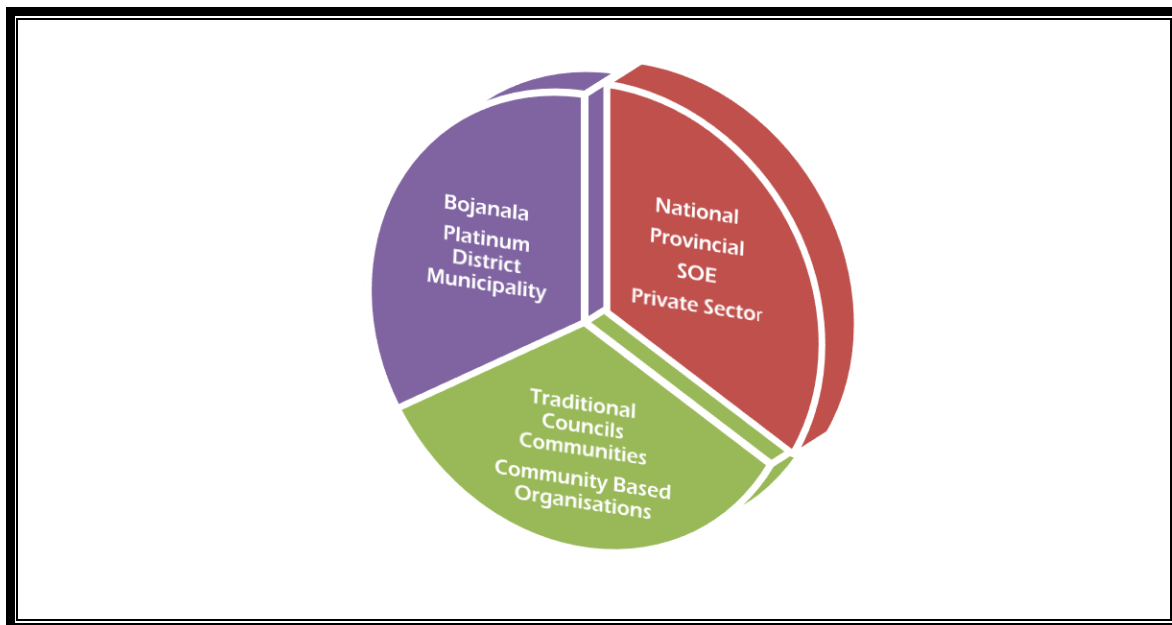 Bojanala
Platinum
District
Municipality
National
Provincial
SOE
Private Sector
Traditional
Councils
Communities
Community Based
Organisations